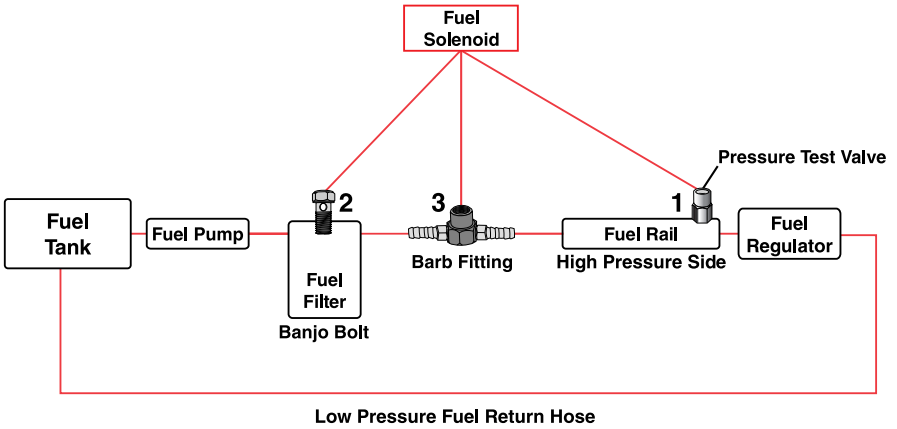 Fuel
Solenoid
Pressure Test Valve
2
3
1
Fuel
Tank
Fuel Pump
Fuel
Filter
Banjo Bolt
Barb Fitting
Fuel Rail
High Pressure Side
Fuel
Regulator
Low Pressure Fuel Return Hose